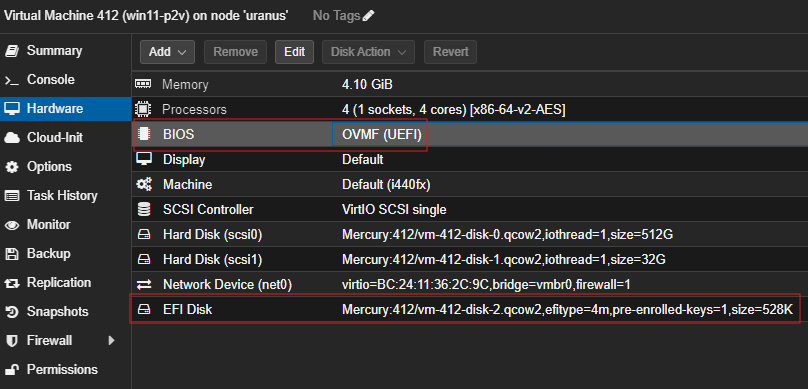 Virtual Machine 412 (win11-p2v) on node 'uranus' No Tags
Summary
Console
Hardware
Cloud-Init
Options
Task History
Monitor
Backup
Replication
Snapshots
Firewall
Permissions
Add Remove Edit Disk Action Revert
Memory 4.10 GiB
Processors 4 (1 sockets, 4 cores) [x86-64-v2-AES]
BIOS OVMF (UEFI)
Display Default
Machine Default (i440fx)
SCSI Controller VirtIO SCSI single
Hard Disk (scsi0) Mercury:412/vm-412-disk-0.qcow2,iothread=1,size=512G
Hard Disk (scsi1) Mercury:412/vm-412-disk-1.qcow2,iothread=1,size=32G
Network Device (net0) virtio=BC:24:11:36:2C:9C,bridge=vmbr0,firewall=1
EFI Disk Mercury:412/vm-412-disk-2.qcow2,efitype=4m,pre-enrolled-keys=1,size=528K